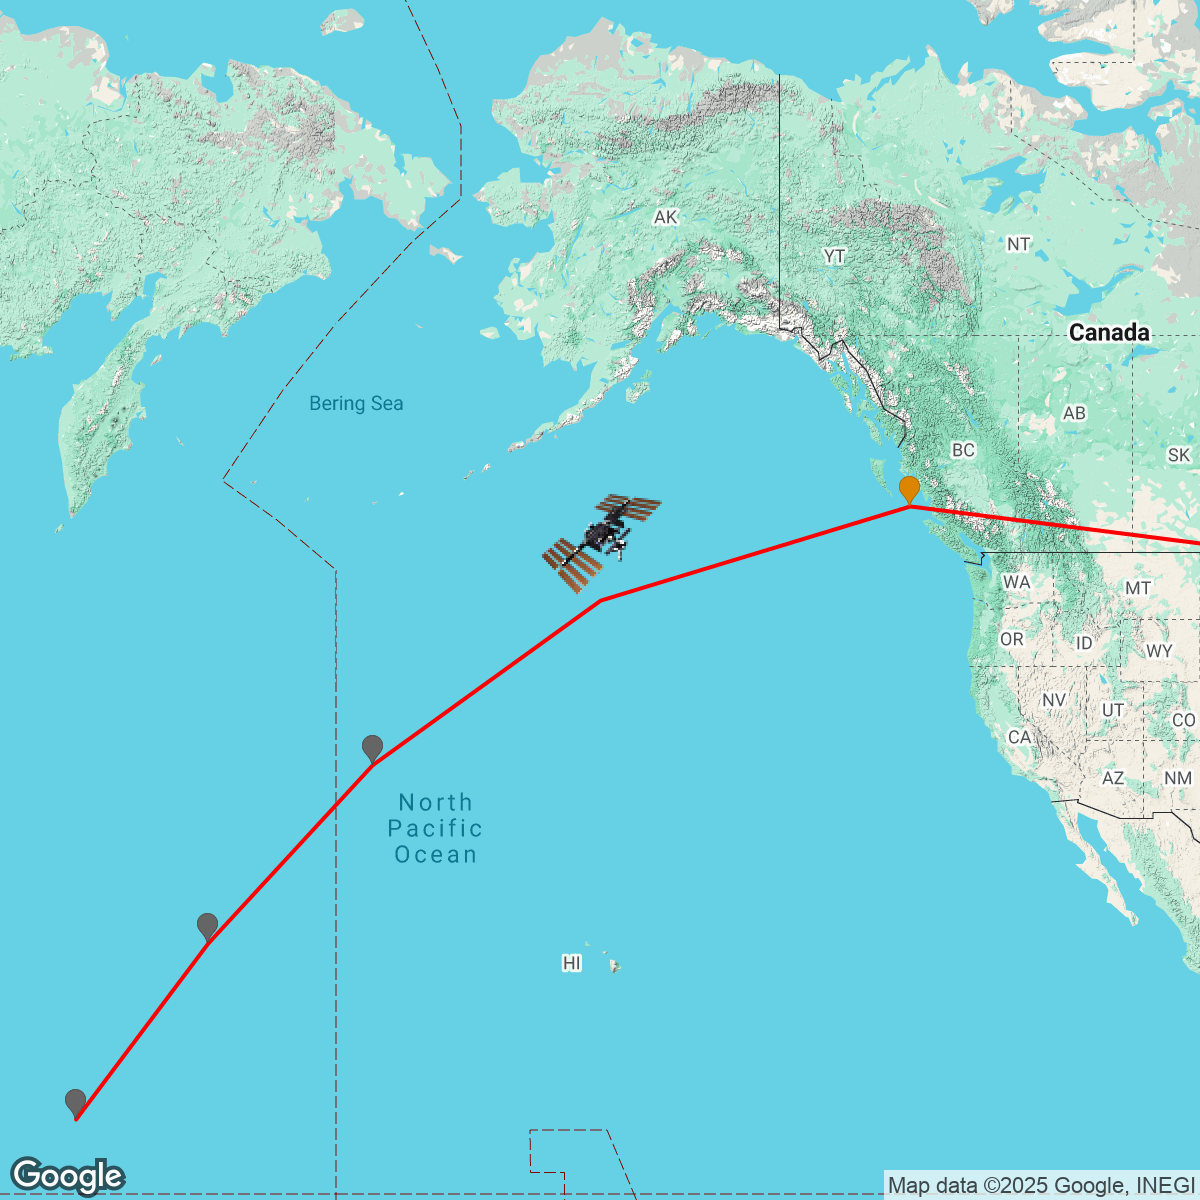 AK
YT
NT
Canada
Bering Sea
AB
BC
SK
WA
MT
OR
ID
WY
NV
UT
CO
CA
AZ
NM
North
Pacific
Ocean
HI
Google
Map data ©2025 Google, INEGI